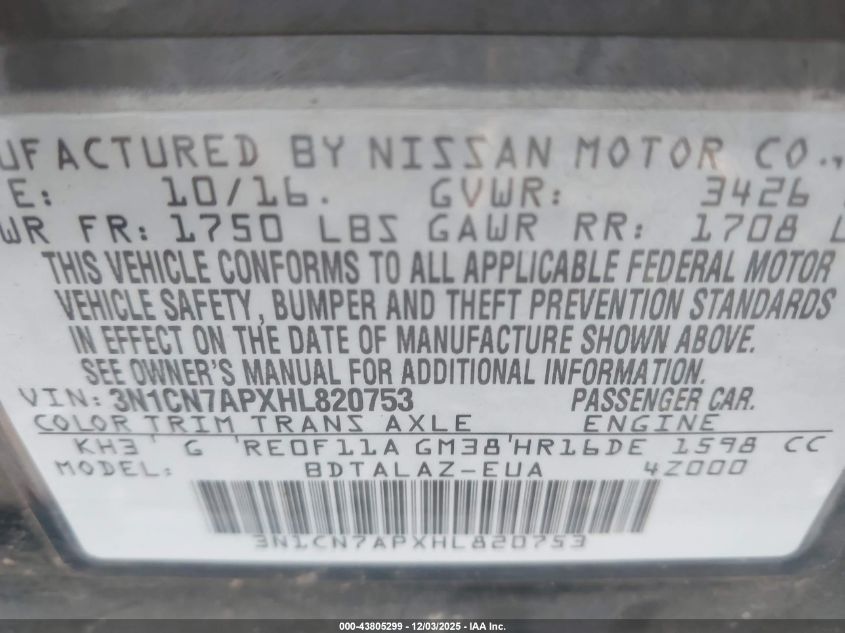 UFACTURED BY NISSAN MOTOR CO.,
E: 10/16. GVWR: 3426
WR FR: 1750 LBS GAWR RR: 1708 L
THIS VEHICLE CONFORMS TO ALL APPLICABLE FEDERAL MOTOR
VEHICLE SAFETY, BUMPER AND THEFT PREVENTION STANDARDS
IN EFFECT ON THE DATE OF MANUFACTURE SHOWN ABOVE.
SEE OWNER'S MANUAL FOR ADDITIONAL INFORMATION.
VIN: 3N1CN7APXHL820753 PASSENGER CAR.
COLOR TRIM TRANS AXLE ENGINE
KH3 ' G 'RE0F11A GM38'HR16DE 1598 CC
MODEL: BDTALAZ-EUA 4Z000
3N1CN7APXHL820753
000-43805299 - 12/03/2025 - IAA Inc.